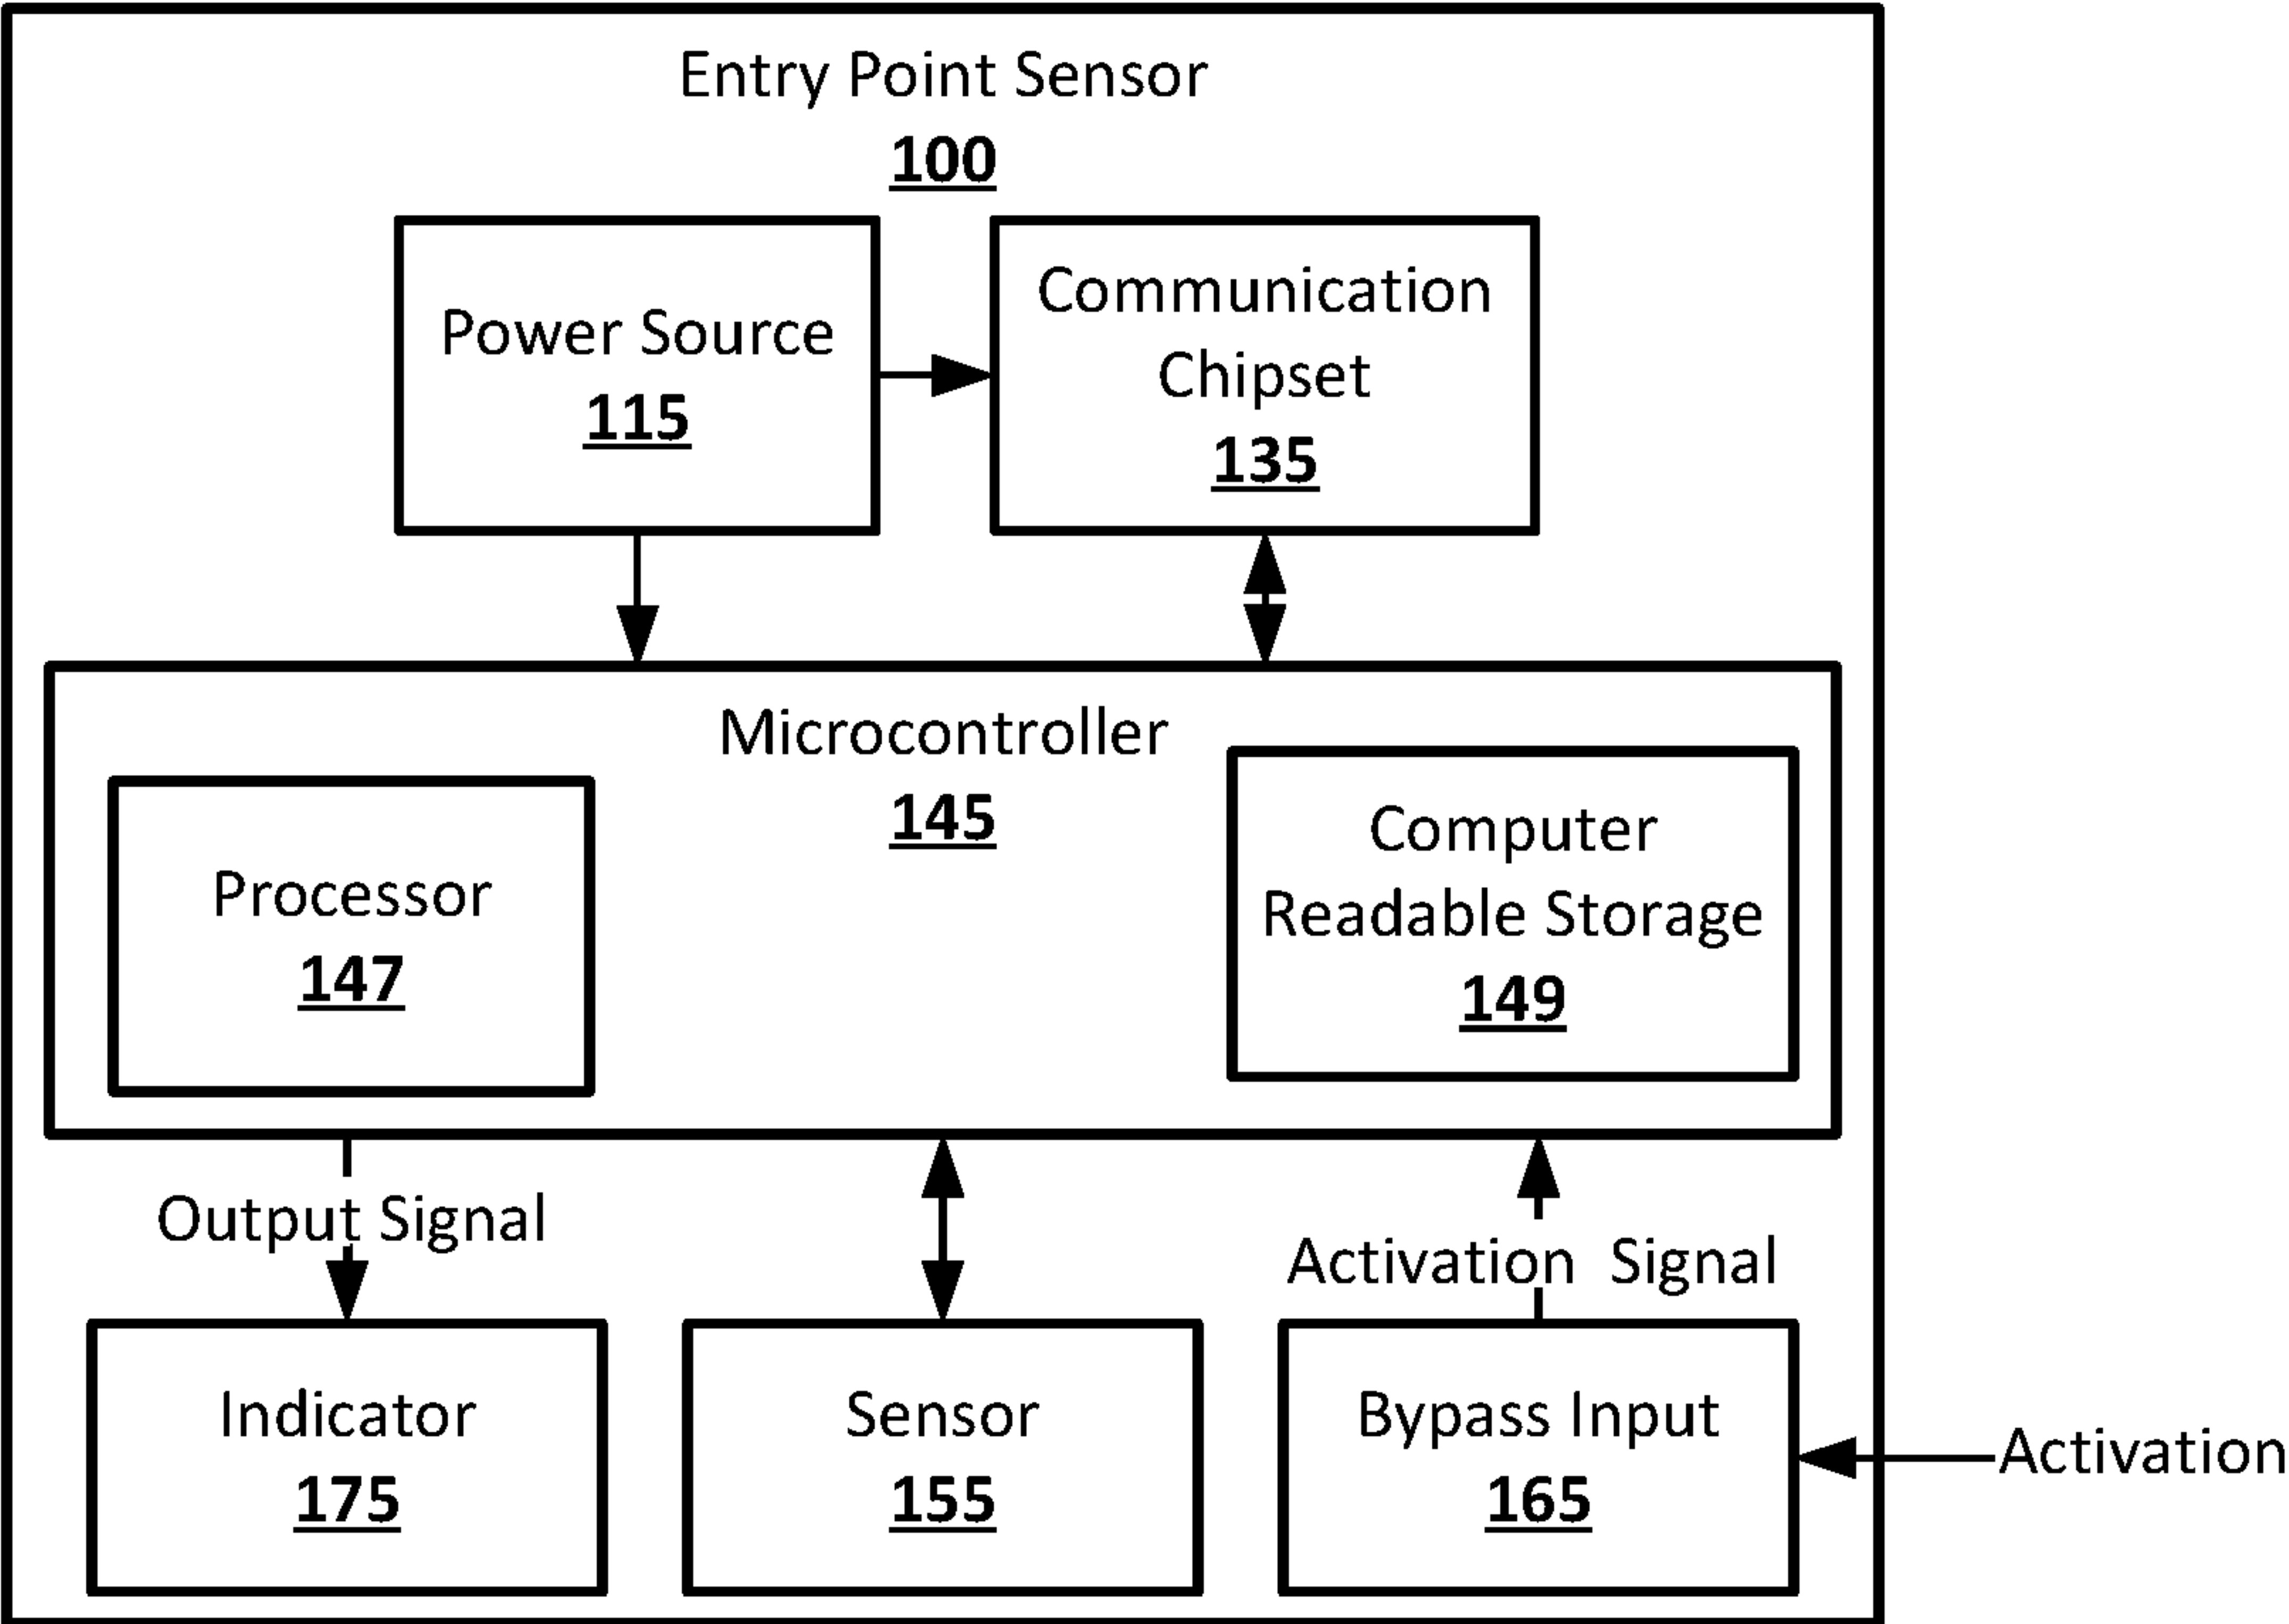 Entry Point Sensor
100
Power Source
115
Communication
Chipset
135
Microcontroller
145
Processor
147
Computer
Readable Storage
149
Output Signal
Activation Signal
Indicator
175
Sensor
155
Bypass Input
165
Activation